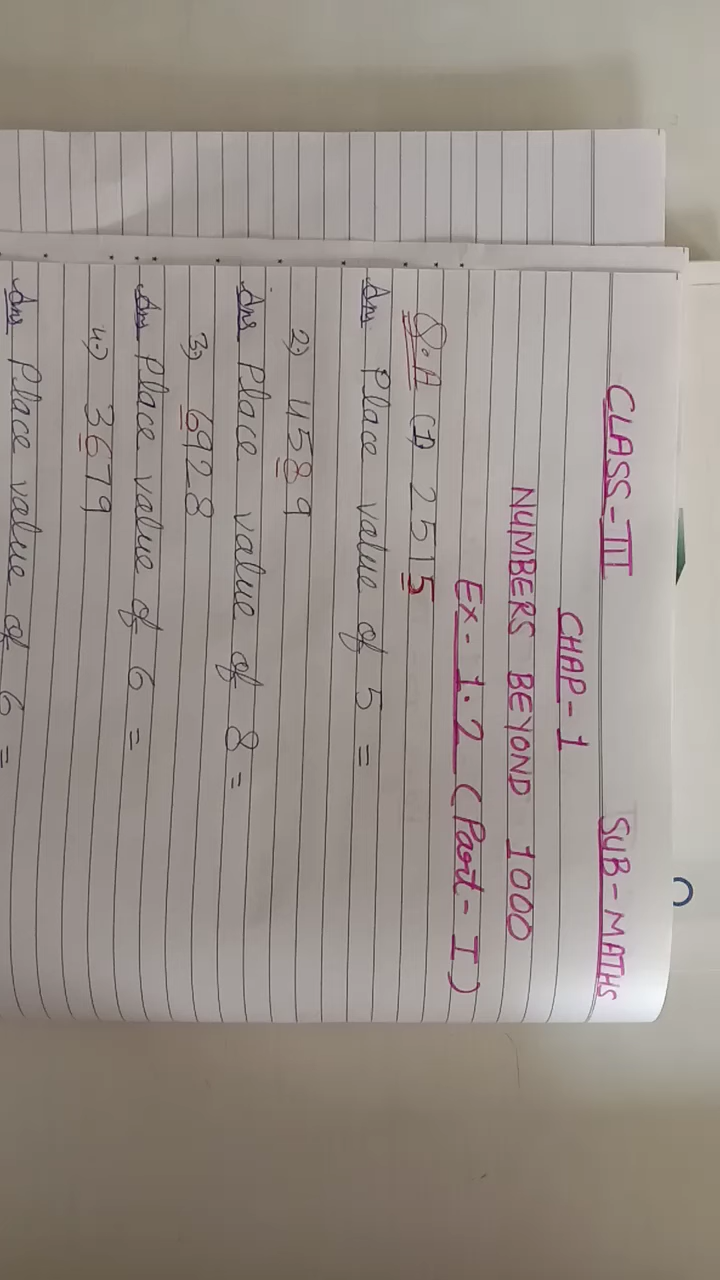 CLASS-III SUB-MATHS
CHAP-1
NUMBERS BEYOND 1000
Ex-1.2 (Part-I)
Q.A (1) 2515
Ans Place value of 5 =
2) 4589
Ans Place value of 8 =
3) 6928
Ans Place value of 6 =
4) 3679
Ans Place value of 6 =